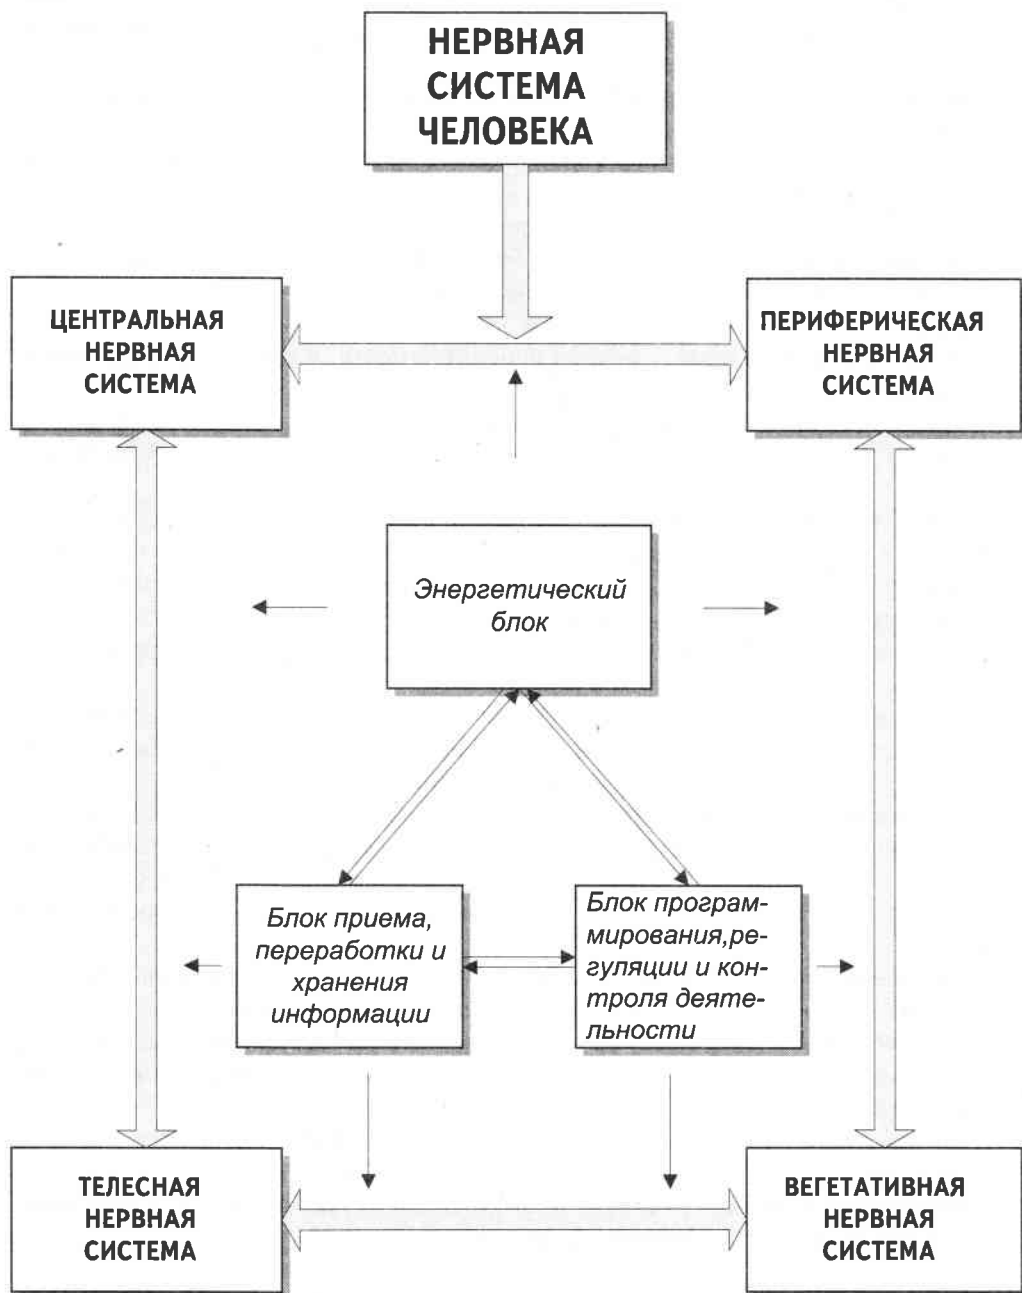 НЕРВНАЯ
СИСТЕМА
ЧЕЛОВЕКА
ЦЕНТРАЛЬНАЯ
НЕРВНАЯ
СИСТЕМА
ПЕРИФЕРИЧЕСКАЯ
НЕРВНАЯ
СИСТЕМА
Энергетический
блок
Блок приема,
переработки и
хранения
информации
Блок програм-
мирования,ре-
гуляции и кон-
троля деяте-
льности
ТЕЛЕСНАЯ
НЕРВНАЯ
СИСТЕМА
ВЕГЕТАТИВНАЯ
НЕРВНАЯ
СИСТЕМА